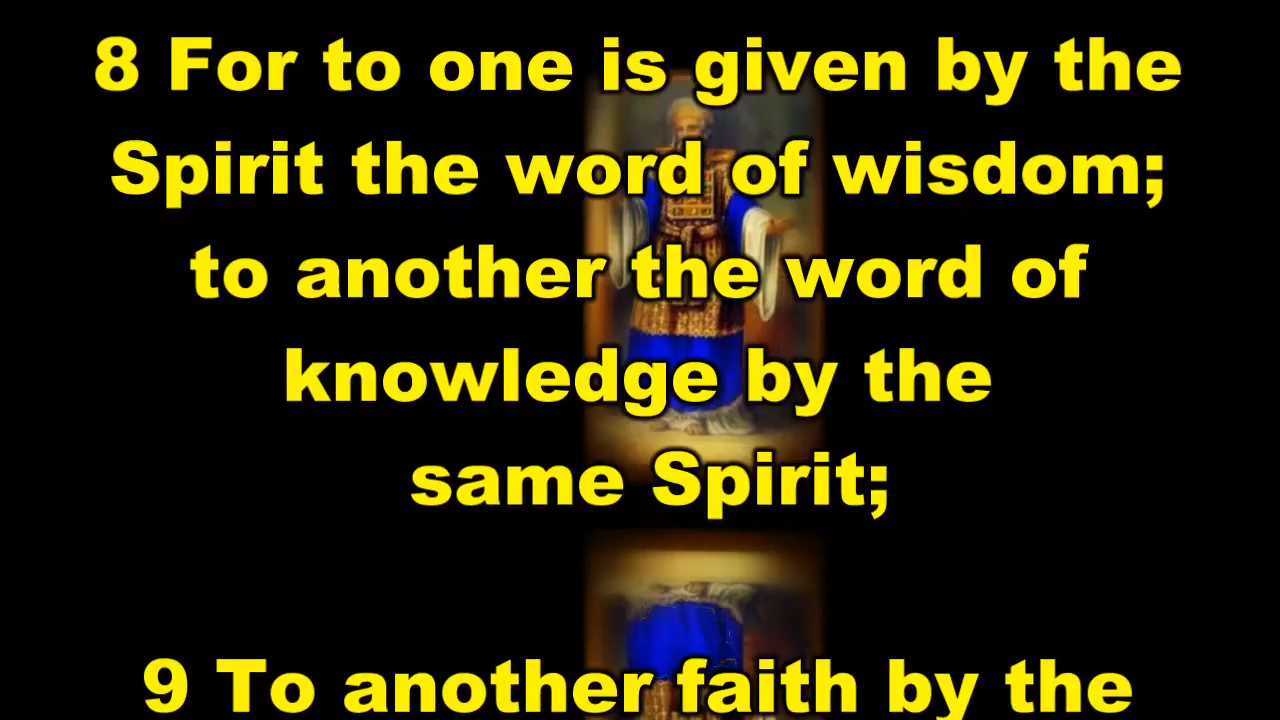 8 For to one is given by the
Spirit the word of wisdom;
to another the word of
knowledge by the
same Spirit;
9 To another faith by the